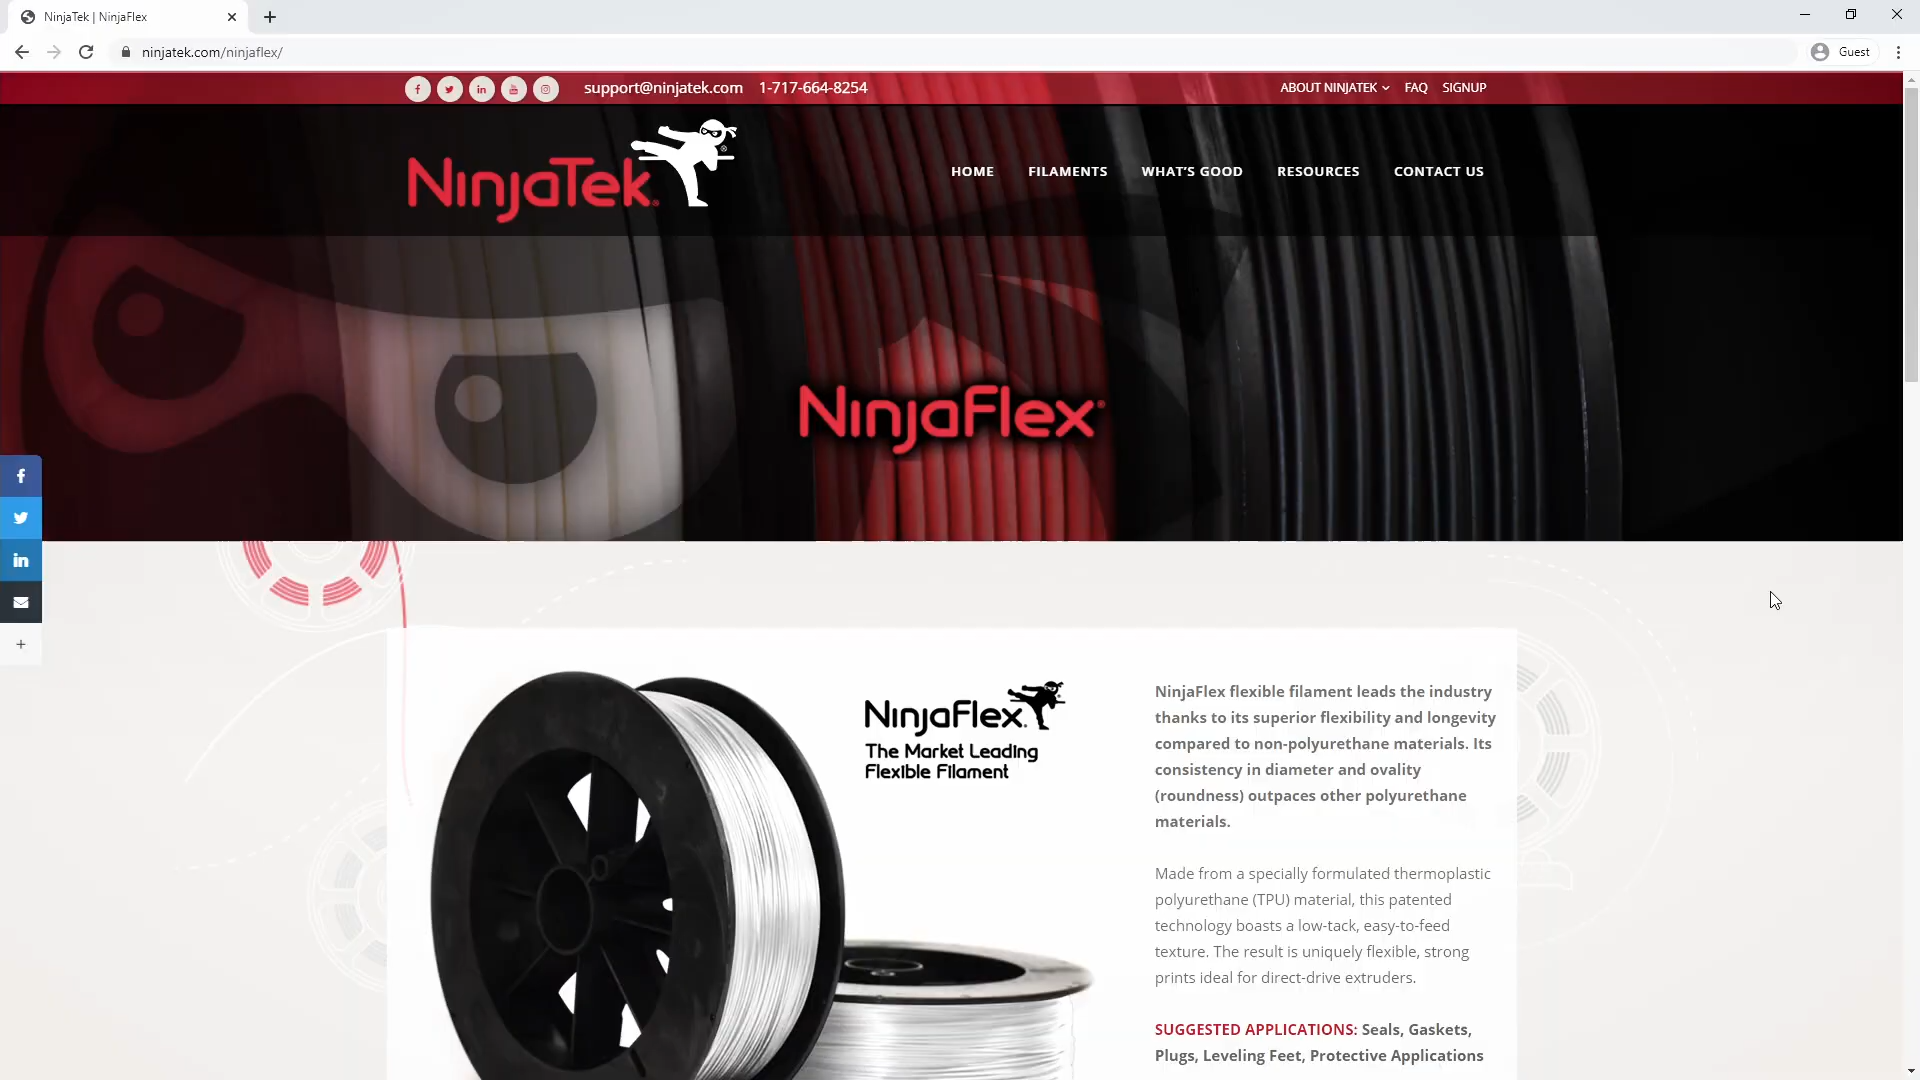 NinjaTek | NinjaFlex
ninjatek.com/ninjaflex/
Guest
support@ninjatek.com 1-717-664-8254
ABOUT NINJATEK FAQ SIGNUP
NinjaTek®
HOME FILAMENTS WHAT'S GOOD RESOURCES CONTACT US
NinjaFlex®
NinjaFlex®
The Market Leading
Flexible Filament
NinjaFlex flexible filament leads the industry
thanks to its superior flexibility and longevity
compared to non-polyurethane materials. Its
consistency in diameter and ovality
(roundness) outpaces other polyurethane
materials.
Made from a specially formulated thermoplastic
polyurethane (TPU) material, this patented
technology boasts a low-tack, easy-to-feed
texture. The result is uniquely flexible, strong
prints ideal for direct-drive extruders.
SUGGESTED APPLICATIONS: Seals, Gaskets,
Plugs, Leveling Feet, Protective Applications